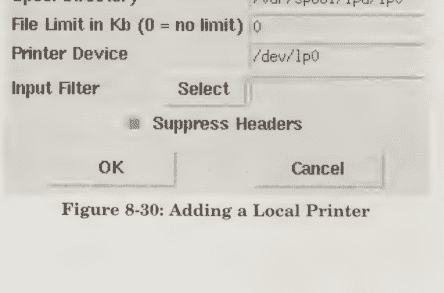 File Limit in Kb (0 = no limit) 0
Printer Device /dev/lp0
Input Filter Select
Suppress Headers
OK Cancel
Figure 8-30: Adding a Local Printer